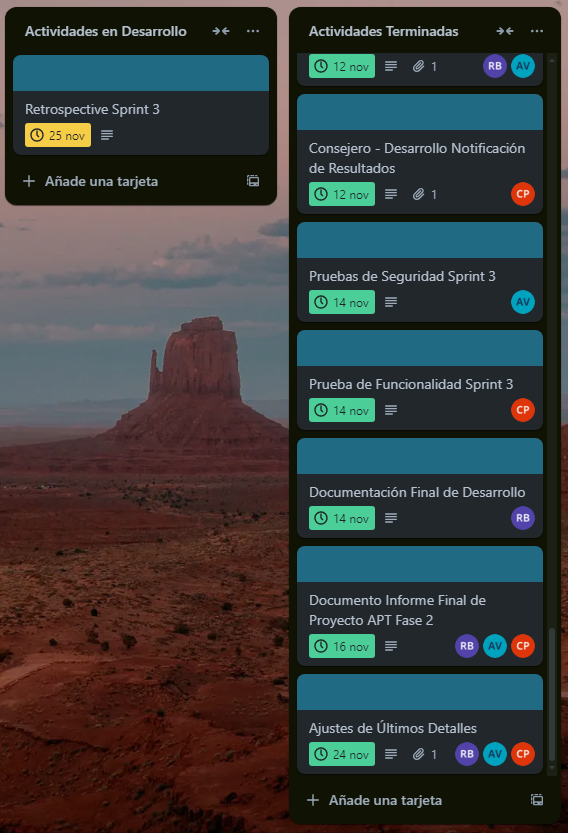 Actividades en Desarrollo
Retrospective Sprint 3
25 nov
Añade una tarjeta
Actividades Terminadas
12 nov 1 RB AV
Consejero - Desarrollo Notificación
de Resultados
12 nov 1 CP
Pruebas de Seguridad Sprint 3
14 nov AV
Prueba de Funcionalidad Sprint 3
14 nov CP
Documentación Final de Desarrollo
14 nov RB
Documento Informe Final de
Proyecto APT Fase 2
16 nov RB AV CP
Ajustes de Últimos Detalles
24 nov 1 RB AV CP
Añade una tarjeta